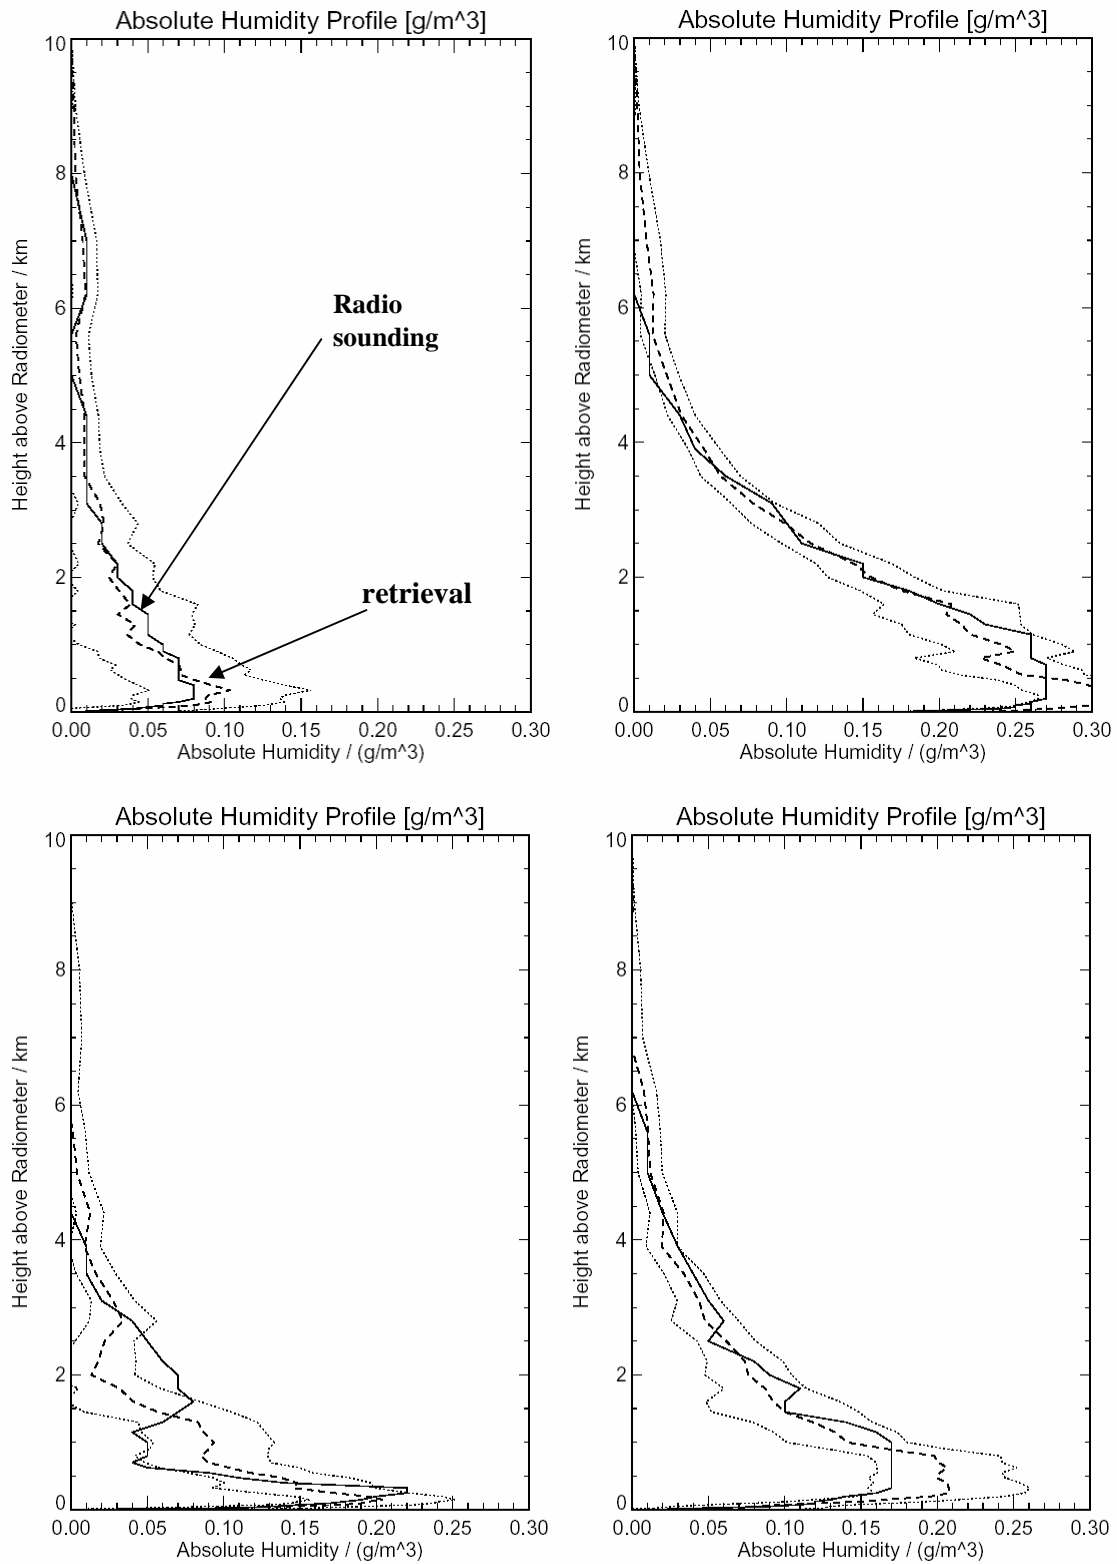 Absolute Humidity Profile [g/m^3]
10
8
6
4
2
0
Height above Radiometer / km
Radio
sounding
retrieval
0.00 0.05 0.10 0.15 0.20 0.25 0.30
Absolute Humidity / (g/m^3)
Absolute Humidity Profile [g/m^3]
10
8
6
4
2
0
Height above Radiometer / km
0.00 0.05 0.10 0.15 0.20 0.25 0.30
Absolute Humidity / (g/m^3)
Absolute Humidity Profile [g/m^3]
10
8
6
4
2
0
Height above Radiometer / km
0.00 0.05 0.10 0.15 0.20 0.25 0.30
Absolute Humidity / (g/m^3)
Absolute Humidity Profile [g/m^3]
10
8
6
4
2
0
Height above Radiometer / km
0.00 0.05 0.10 0.15 0.20 0.25 0.30
Absolute Humidity / (g/m^3)